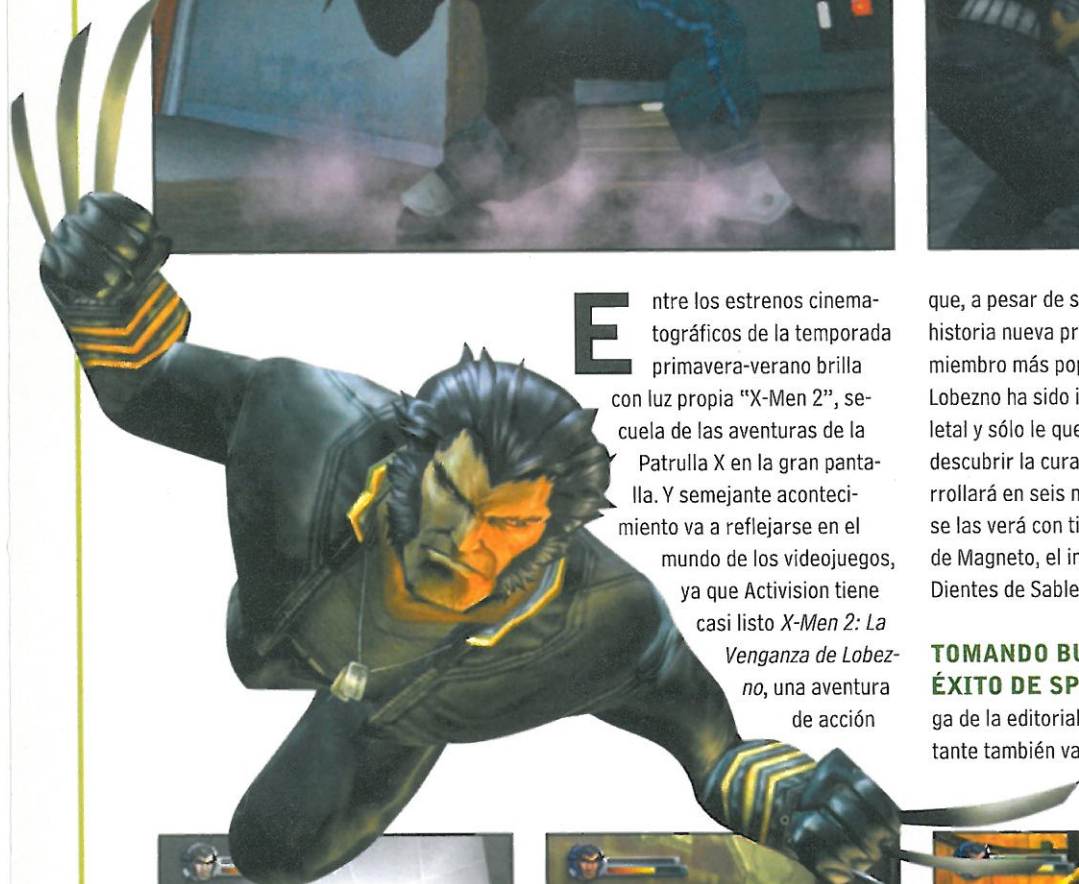 Entre los estrenos cinema-
tográficos de la temporada
primavera-verano brilla
con luz propia "X-Men 2", se-
cuela de las aventuras de la
Patrulla X en la gran panta-
lla. Y semejante aconteci-
miento va a reflejarse en el
mundo de los videojuegos,
ya que Activision tiene
casi listo X-Men 2: La
Venganza de Lobez-
no, una aventura
de acción
que, a pesar de s
historia nueva pr
miembro más pop
Lobezno ha sido i
letal y sólo le que
descubrir la cura
rrollará en seis n
se las verá con ti
de Magneto, el in
Dientes de Sable
TOMANDO BU
ÉXITO DE SP
ga de la editorial
tante también va